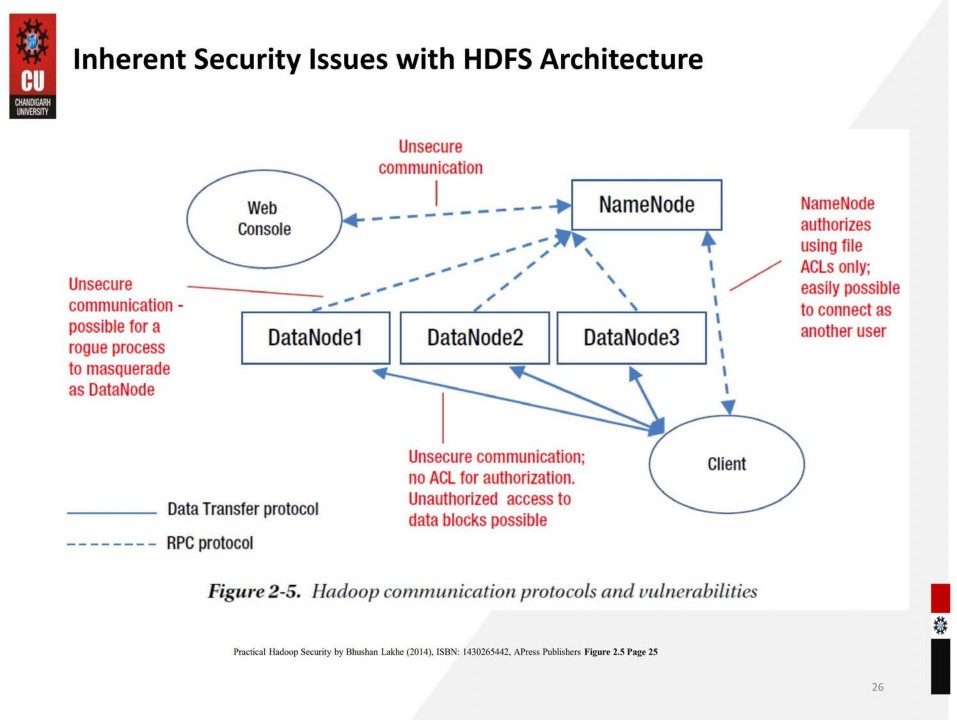 CU
CHANDIGARH
UNIVERSITY
Inherent Security Issues with HDFS Architecture
Unsecure
communication
Web
Console
NameNode
NameNode
authorizes
using file
ACLs only;
easily possible
to connect as
another user
Unsecure
communication -
possible for a
rogue process
to masquerade
as DataNode
DataNode1
DataNode2
DataNode3
Unsecure communication;
no ACL for authorization.
Unauthorized access to
data blocks possible
Client
Data Transfer protocol
RPC protocol
Figure 2-5. Hadoop communication protocols and vulnerabilities
Practical Hadoop Security by Bhushan Lakhe (2014), ISBN: 1430265442, APress Publishers Figure 2.5 Page 25
26